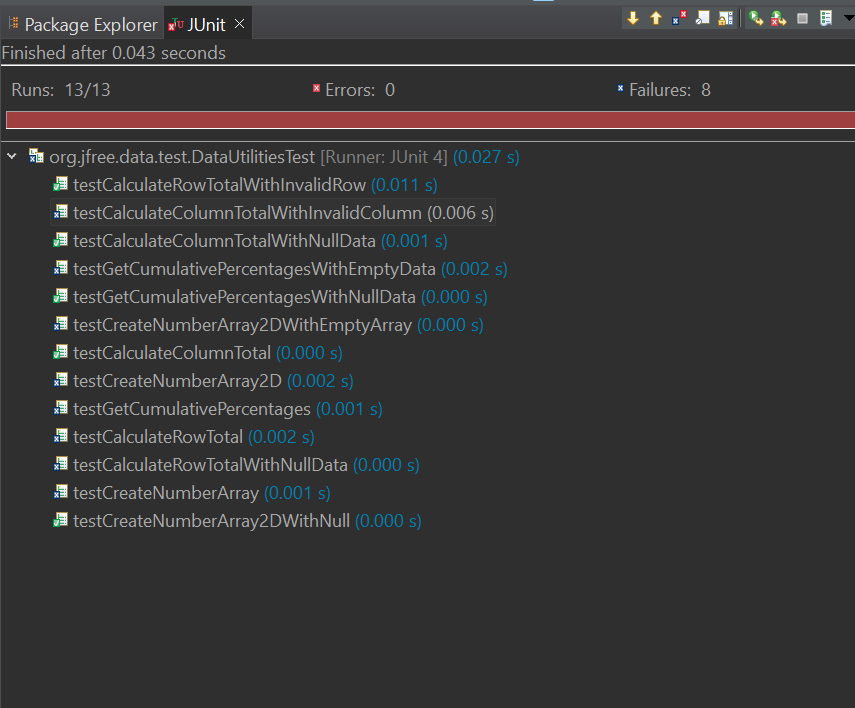 Package Explorer JUnit
Finished after 0.043 seconds
Runs: 13/13 Errors: 0 Failures: 8
org.jfree.data.test.DataUtilitiesTest [Runner: JUnit 4] (0.027 s)
testCalculateRowTotalWithInvalidRow (0.011 s)
testCalculateColumnTotalWithInvalidColumn (0.006 s)
testCalculateColumnTotalWithNullData (0.001 s)
testGetCumulativePercentagesWithEmptyData (0.002 s)
testGetCumulativePercentagesWithNullData (0.000 s)
testCreateNumberArray2DWithEmptyArray (0.000 s)
testCalculateColumnTotal (0.000 s)
testCreateNumberArray2D (0.002 s)
testGetCumulativePercentages (0.001 s)
testCalculateRowTotal (0.002 s)
testCalculateRowTotalWithNullData (0.000 s)
testCreateNumberArray (0.001 s)
testCreateNumberArray2DWithNull (0.000 s)